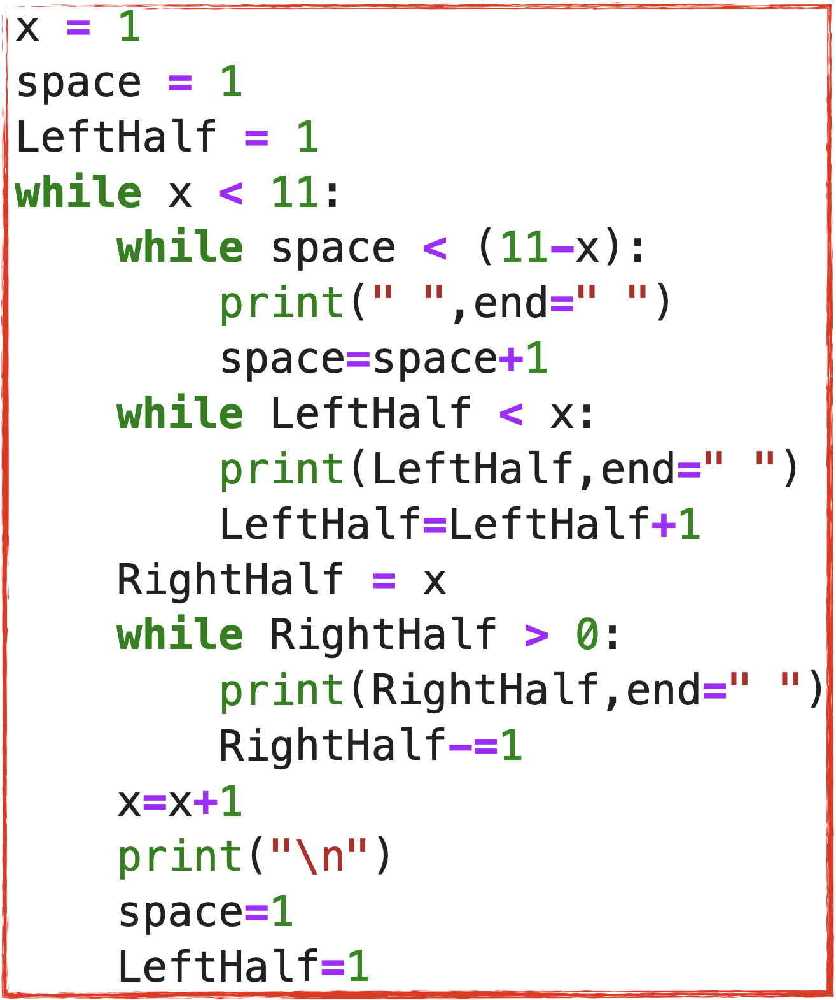 x = 1
space = 1
LeftHalf = 1
while x < 11:
    while space < (11-x):
        print(" ",end=" ")
        space=space+1
    while LeftHalf < x:
        print(LeftHalf,end=" ")
        LeftHalf=LeftHalf+1
    RightHalf = x
    while RightHalf > 0:
        print(RightHalf,end=" ")
        RightHalf-=1
    x=x+1
    print("\n")
    space=1
    LeftHalf=1